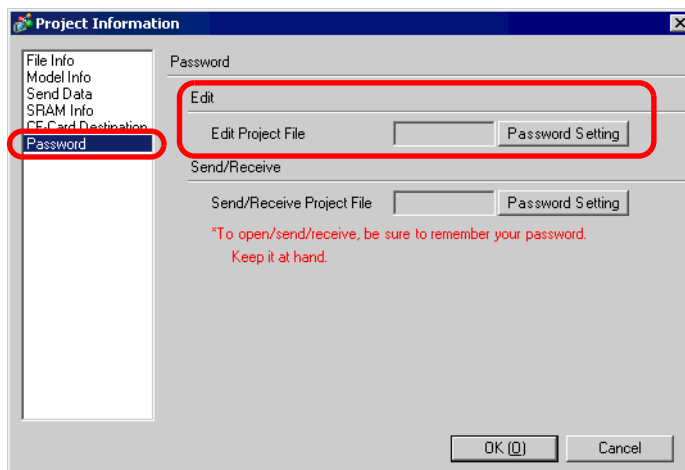 Project Information
File Info
Model Info
Send Data
SRAM Info
CF-Card Destination
Password
Password
Edit
Edit Project File
Password Setting
Send/Receive
Send/Receive Project File
Password Setting
*To open/send/receive, be sure to remember your password.
Keep it at hand.
OK (O)
Cancel